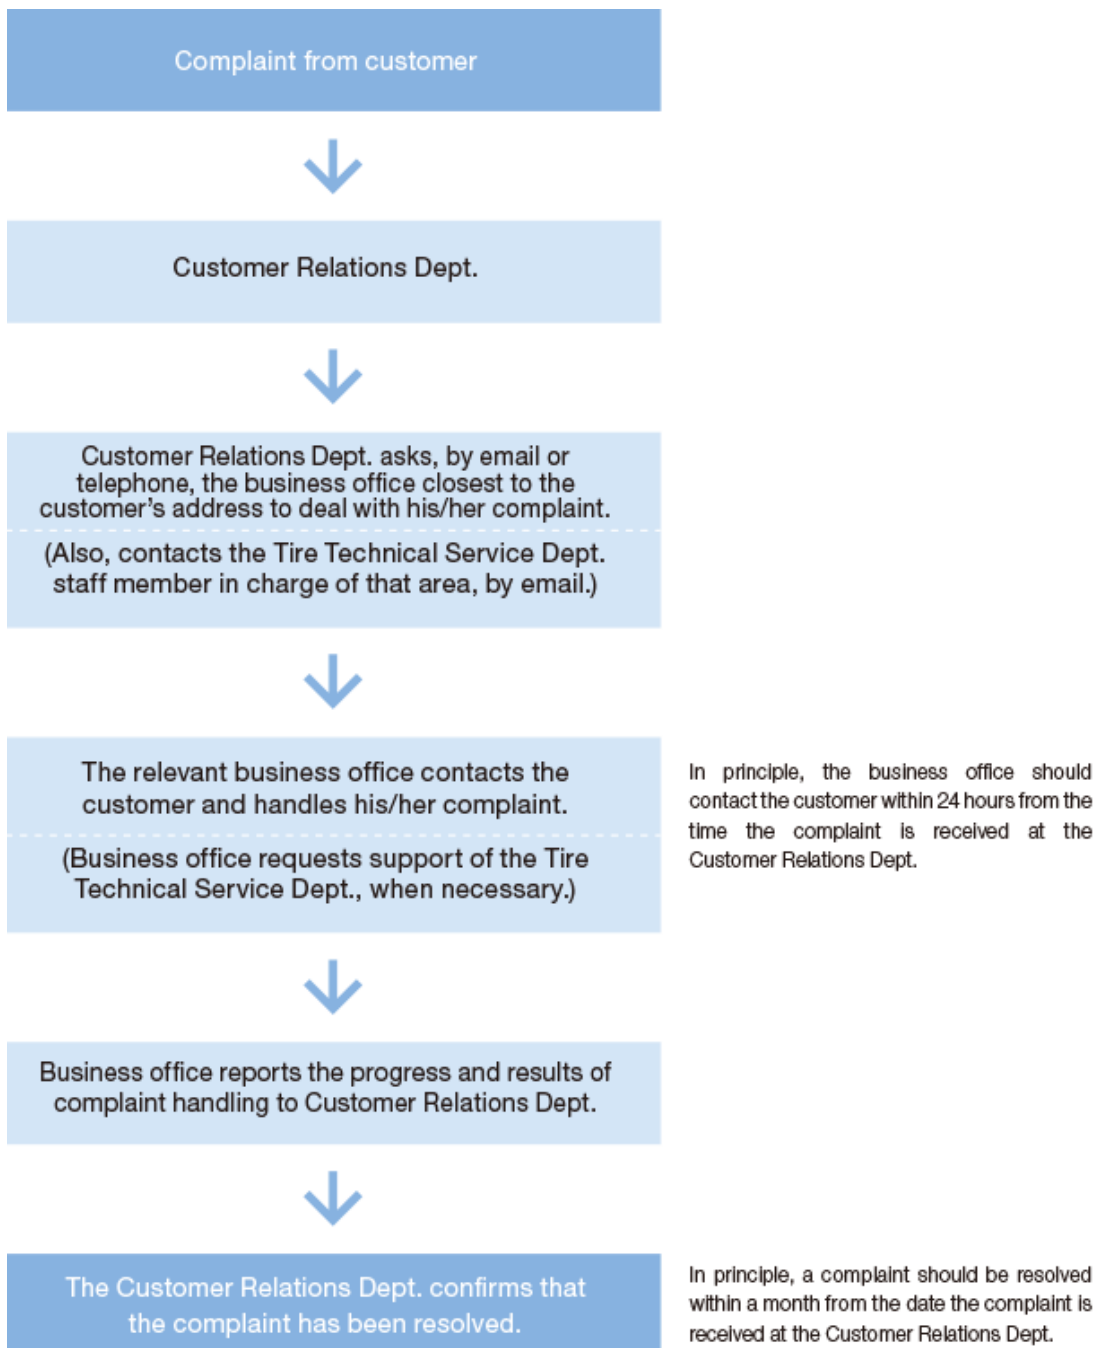 Complaint from customer
Customer Relations Dept.
Customer Relations Dept. asks, by email or
telephone, the business office closest to the
customer's address to deal with his/her complaint.
(Also, contacts the Tire Technical Service Dept.
staff member in charge of that area, by email.)
The relevant business office contacts the
customer and handles his/her complaint.
(Business office requests support of the Tire
Technical Service Dept., when necessary.)
In principle, the business office should
contact the customer within 24 hours from the
time the complaint is received at the
Customer Relations Dept.
Business office reports the progress and results of
complaint handling to Customer Relations Dept.
The Customer Relations Dept. confirms that
the complaint has been resolved.
In principle, a complaint should be resolved
within a month from the date the complaint is
received at the Customer Relations Dept.